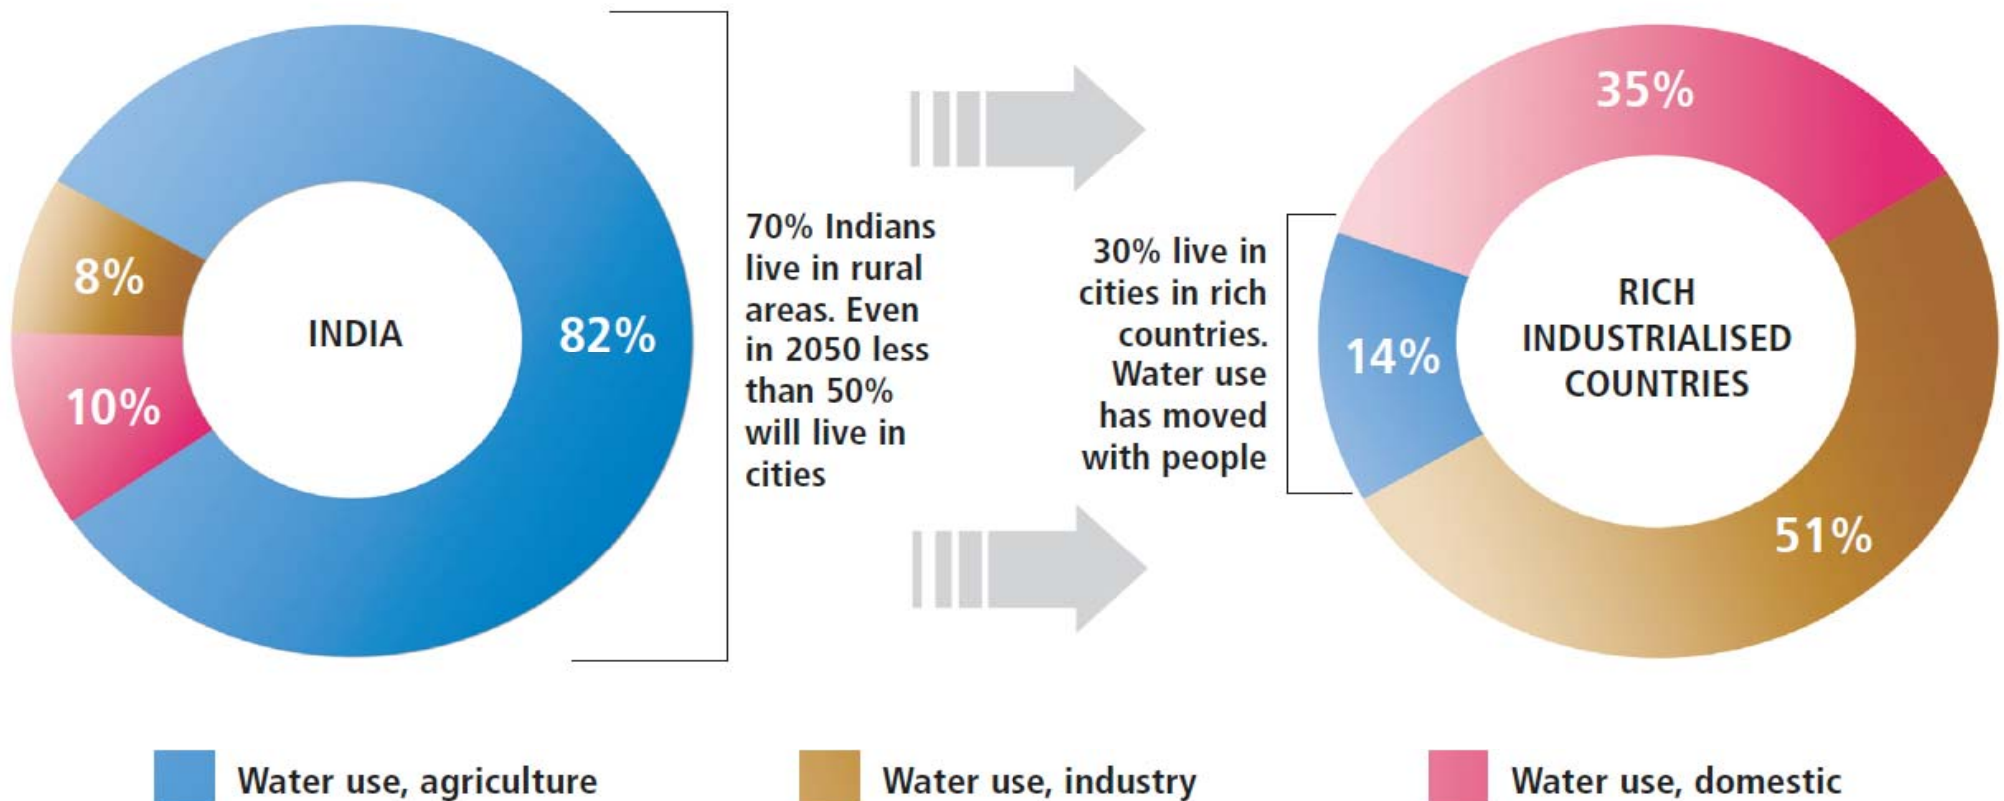 INDIA
82%
8%
10%
70% Indians
live in rural
areas. Even
in 2050 less
than 50%
will live in
cities
30% live in
cities in rich
countries.
Water use
has moved
with people
RICH
INDUSTRIALISED
COUNTRIES
35%
14%
51%
Water use, agriculture
Water use, industry
Water use, domestic